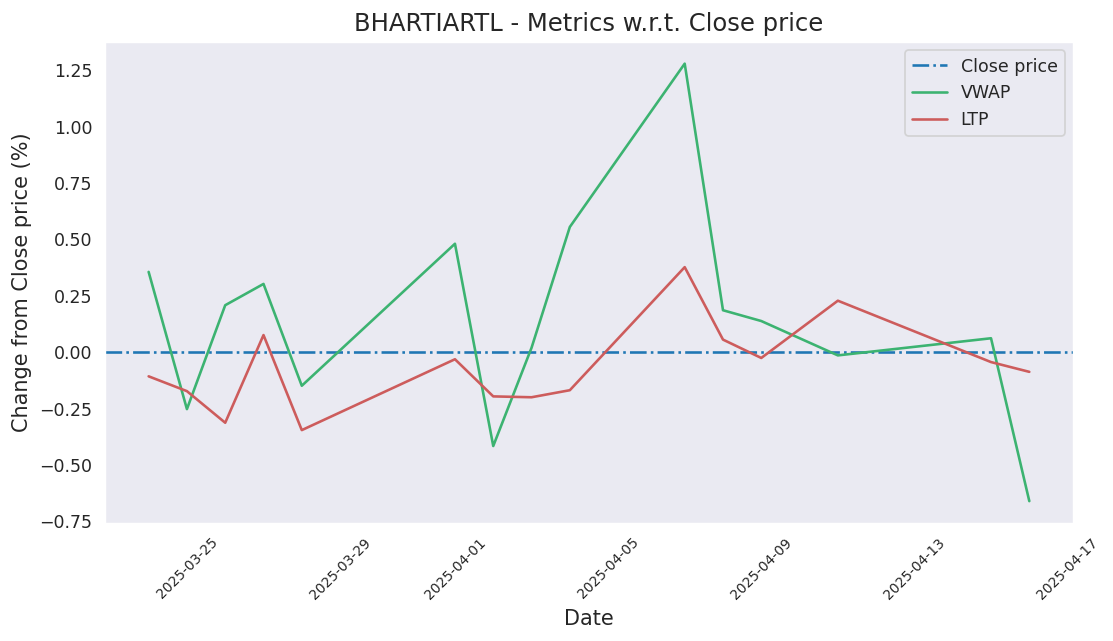 BHARTIARTL - Metrics w.r.t. Close price
Close price
VWAP
LTP
Change from Close price (%)
1.25
1.00
0.75
0.50
0.25
0.00
−0.25
−0.50
−0.75
2025-03-25
2025-03-29
2025-04-01
2025-04-05
2025-04-09
2025-04-13
2025-04-17
Date